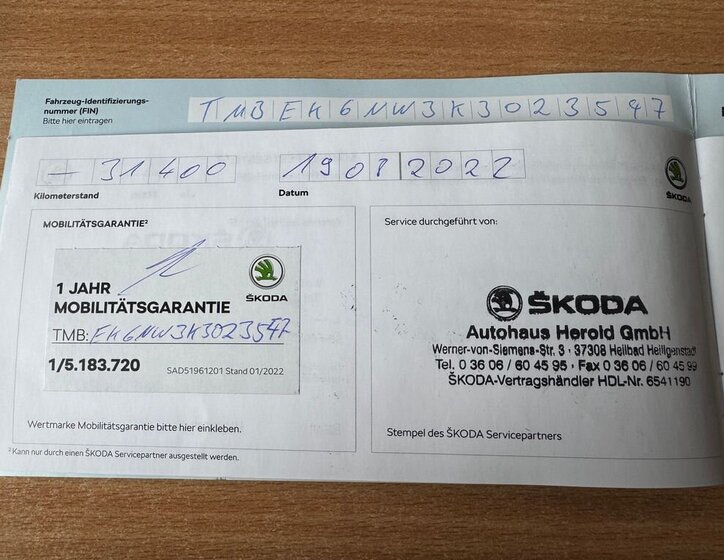 Fahrzeug-Identifizierungs-
nummer (FIN)
Bitte hier eintragen
TMBEH6NW3K3023547
— 31400
19 08 2022
Kilometerstand
Datum
ŠKODA
MOBILITÄTSGARANTIE²
1 JAHR
MOBILITÄTSGARANTIE
ŠKODA
TMB: EH6NW3K3023547
1/5.183.720
SAD51961201 Stand 01/2022
Wertmarke Mobilitätsgarantie bitte hier einkleben.
² Kann nur durch einen ŠKODA Servicepartner ausgestellt werden.
Service durchgeführt von:
ŠKODA
Autohaus Herold GmbH
Werner-von-Siemens-Str. 3 · 37308 Heilbad Heiligenstadt
Tel. 0 36 06 / 60 45 95 · Fax 0 36 06 / 60 45 99
ŠKODA-Vertragshändler HDL-Nr. 6541190
Stempel des ŠKODA Servicepartners